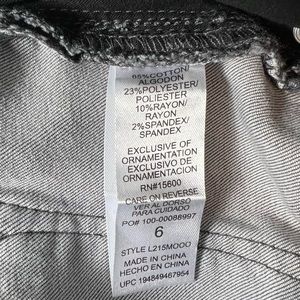 65%COTTON/
ALGODON
23%POLYESTER/
POLIESTER
10%RAYON/
RAYON
2%SPANDEX/
SPANDEX
EXCLUSIVE OF
ORNAMENTATION
EXCLUSIVO DE
ORNAMENTACION
RN#15600
CARE ON REVERSE
VER AL DORSO
PARA CUIDADO
PO# 100-00088997
6
STYLE L215MOOO
MADE IN CHINA
HECHO EN CHINA
UPC 194849467954